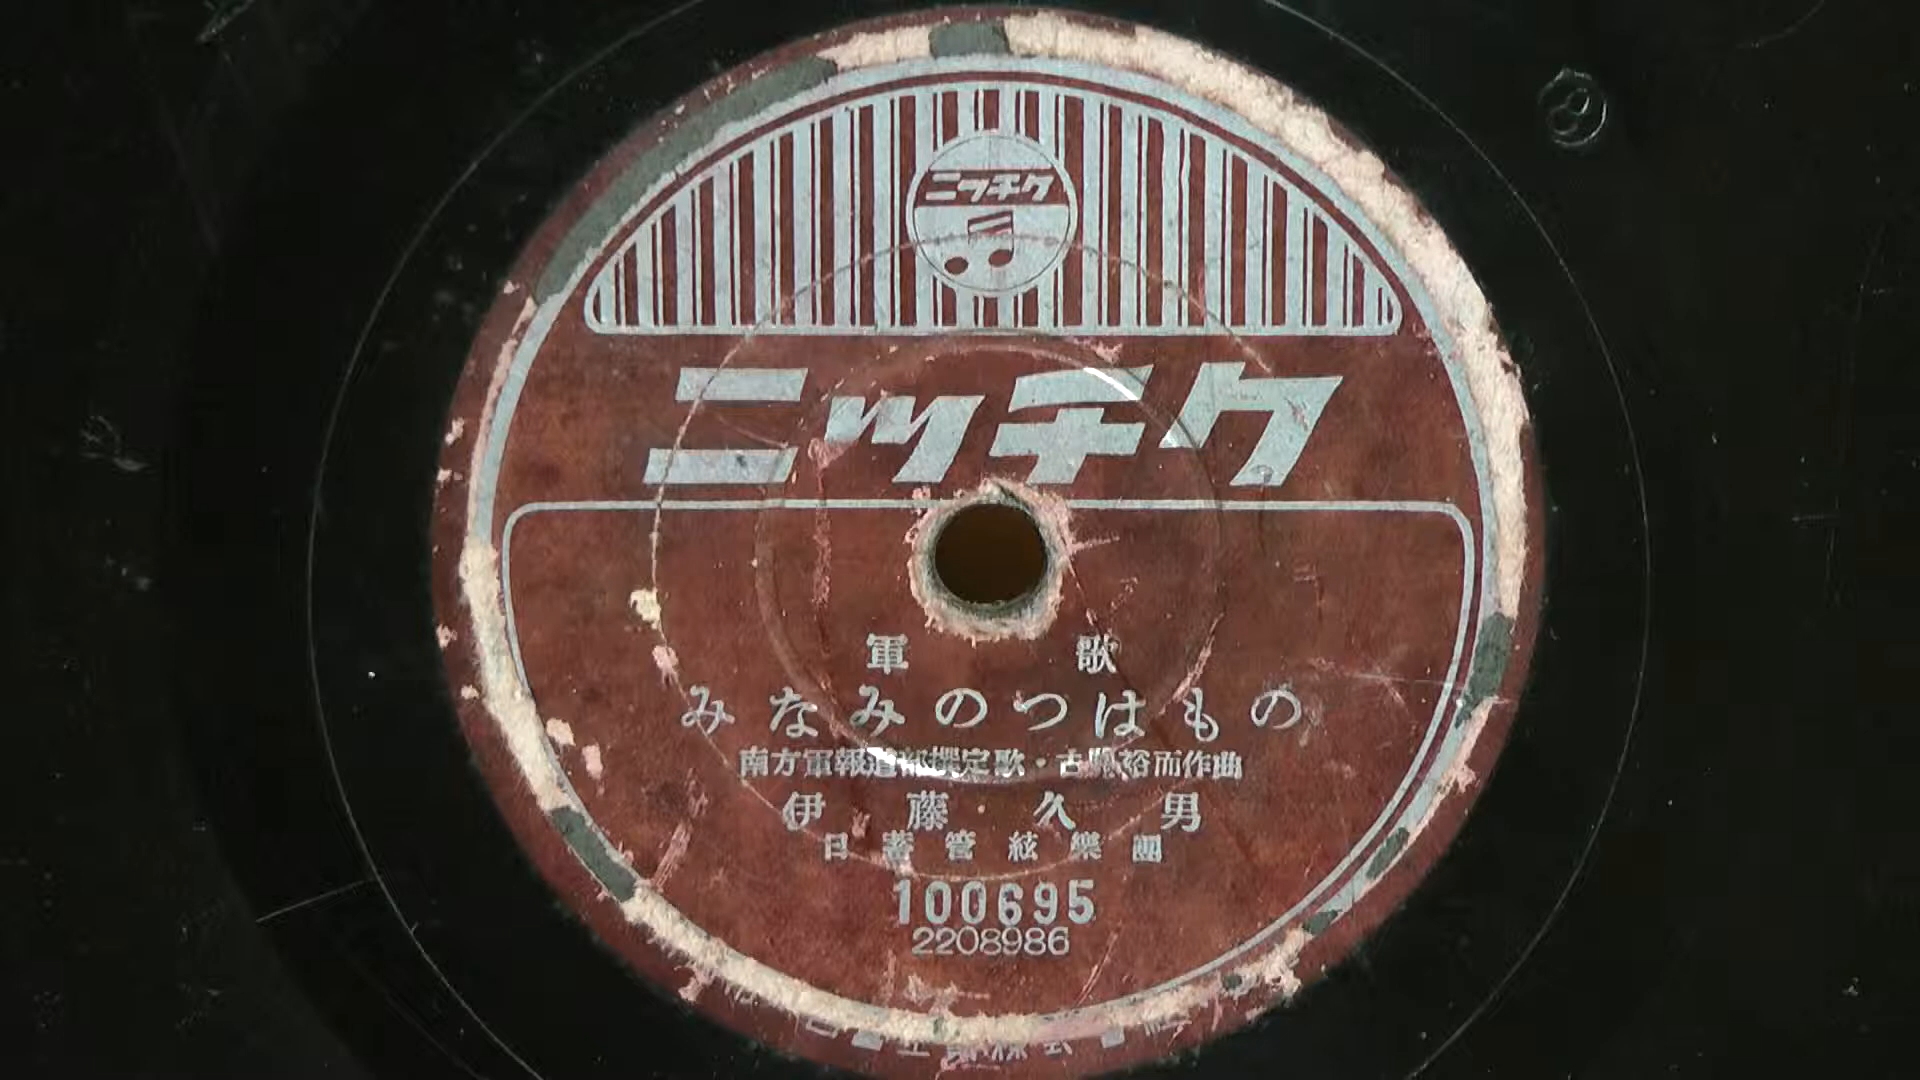 ニッチク
ニッチク
軍歌
みなみのつはもの
南方軍報道部撰定歌・古関裕而作曲
伊藤久男
日蓄管絃樂團
100695
2208986